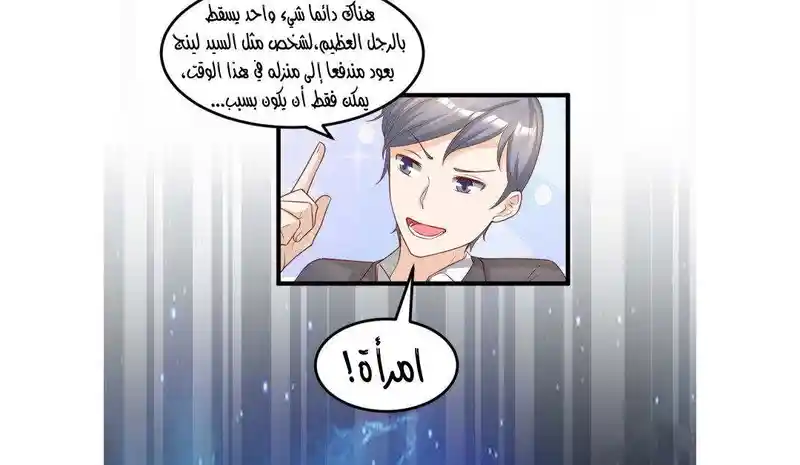 هناك دائما شيء واحد يسقط
بالرجل العظيم،لشخص مثل السيد لينج
يعود مندفعا إلى منزله في هذا الوقت،
يمكن فقط أن يكون بسبب...
امرأة!